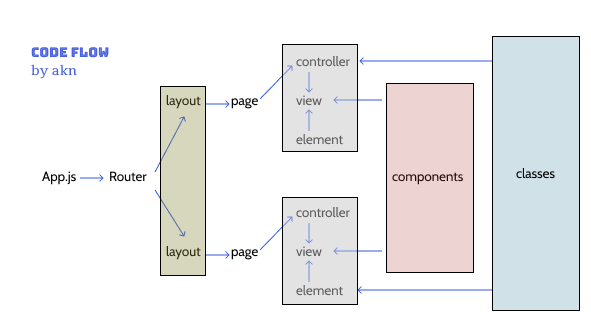 CODE FLOW
by akn
App.js
Router
layout
page
controller
view
element
layout
page
controller
view
element
components
classes